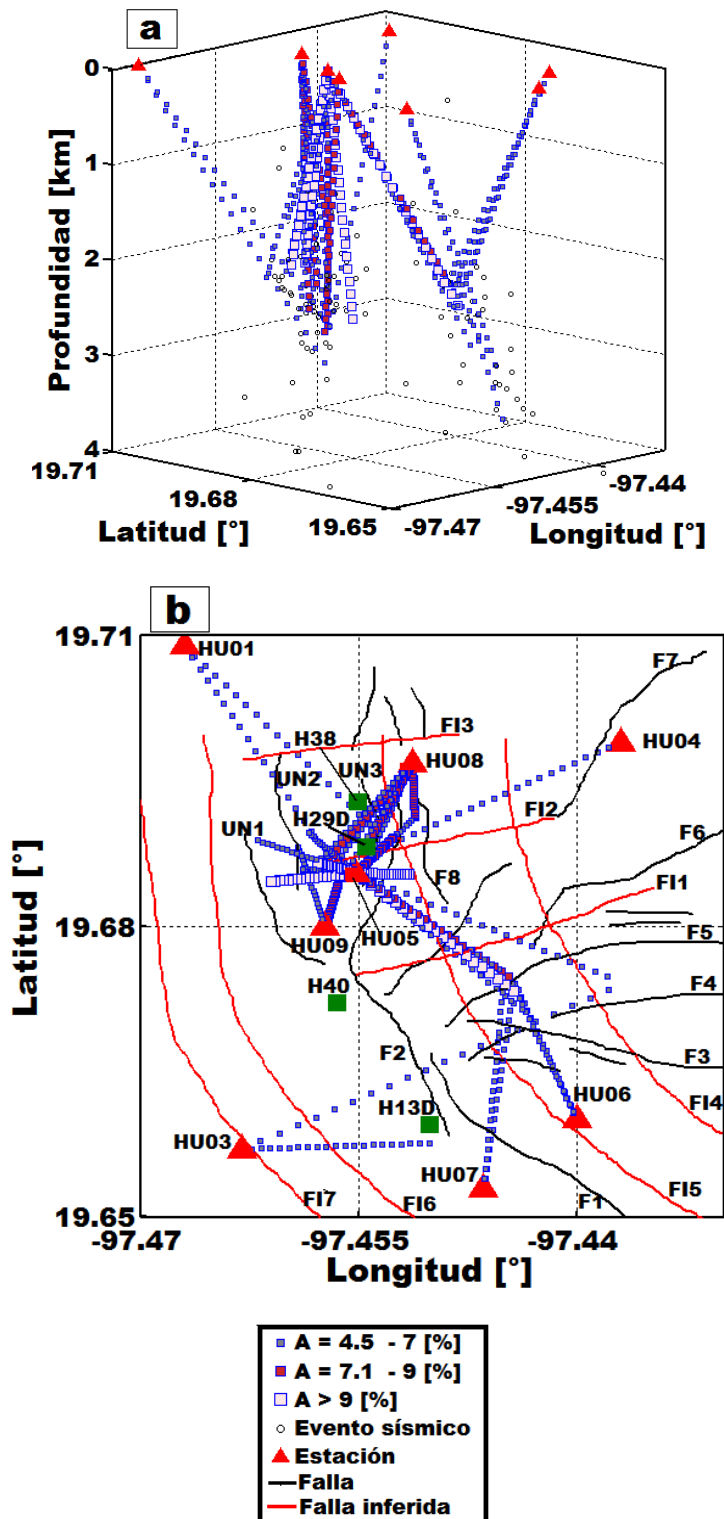 a
0
1
Profundidad [km]
2
3
4
19.71
19.68
19.65
Latitud [°]
-97.47
-97.455
-97.44
Longitud [°]
b
19.71
HU01
F7
FI3
H38
HU08
HU04
UN2
UN3
H29D
FI2
UN1
F6
F8
FI1
Latitud [°]
19.68
HU09
HU05
F5
H40
F4
F2
F3
H13D
HU06
FI4
HU03
HU07
FI7
FI6
F1
FI5
19.65
-97.47
-97.455
-97.44
Longitud [°]
A = 4.5 - 7 [%]
A = 7.1 - 9 [%]
A > 9 [%]
Evento sísmico
Estación
Falla
Falla inferida